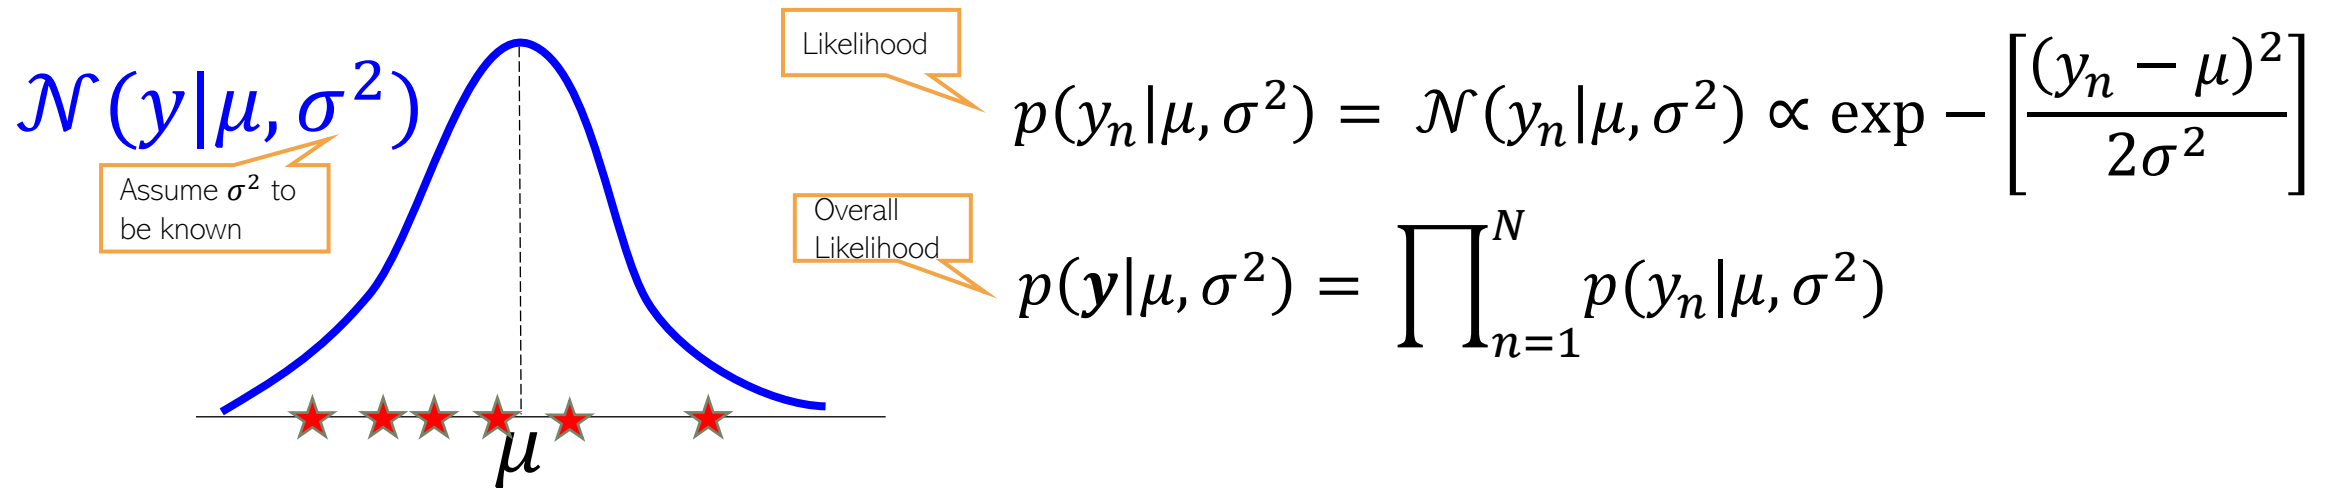 𝒩(y|μ, σ²)
Assume σ² to
be known
μ
Likelihood
p(yₙ|μ, σ²) = 𝒩(yₙ|μ, σ²) ∝ exp − [(yₙ − μ)² / 2σ²]
Overall
Likelihood
p(𝒚|μ, σ²) = ∏ₙ₌₁ᴺ p(yₙ|μ, σ²)